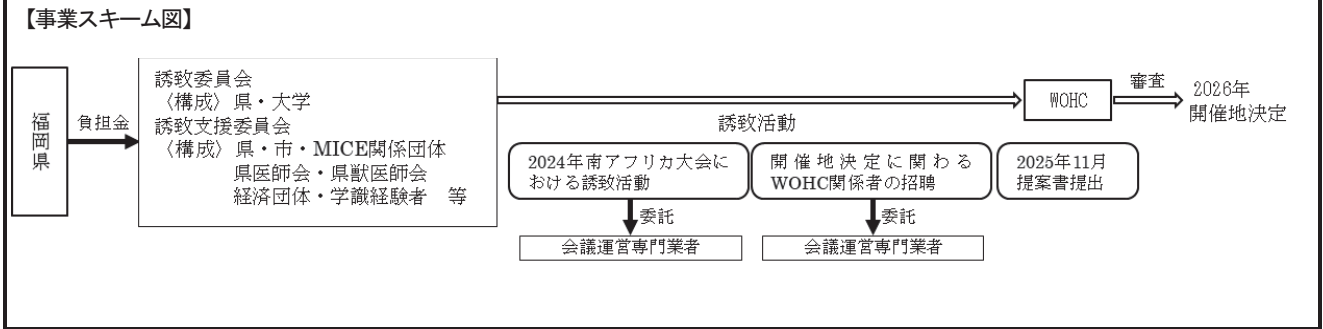 【事業スキーム図】
福岡県
負担金
誘致委員会
〈構成〉県・大学
誘致支援委員会
〈構成〉県・市・MICE関係団体
県医師会・県獣医師会
経済団体・学識経験者 等
誘致活動
2024年南アフリカ大会に
おける誘致活動
委託
会議運営専門業者
開催地決定に関わる
WOHC関係者の招聘
委託
会議運営専門業者
2025年11月
提案書提出
WOHC
審査
2026年
開催地決定